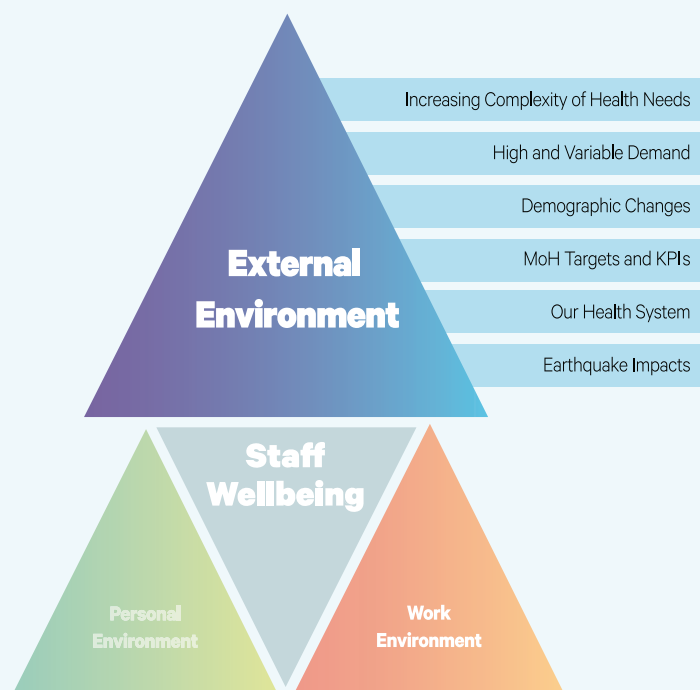 Increasing Complexity of Health Needs
High and Variable Demand
Demographic Changes
MoH Targets and KPIs
Our Health System
Earthquake Impacts
External
Environment
Staff
Wellbeing
Personal
Environment
Work
Environment